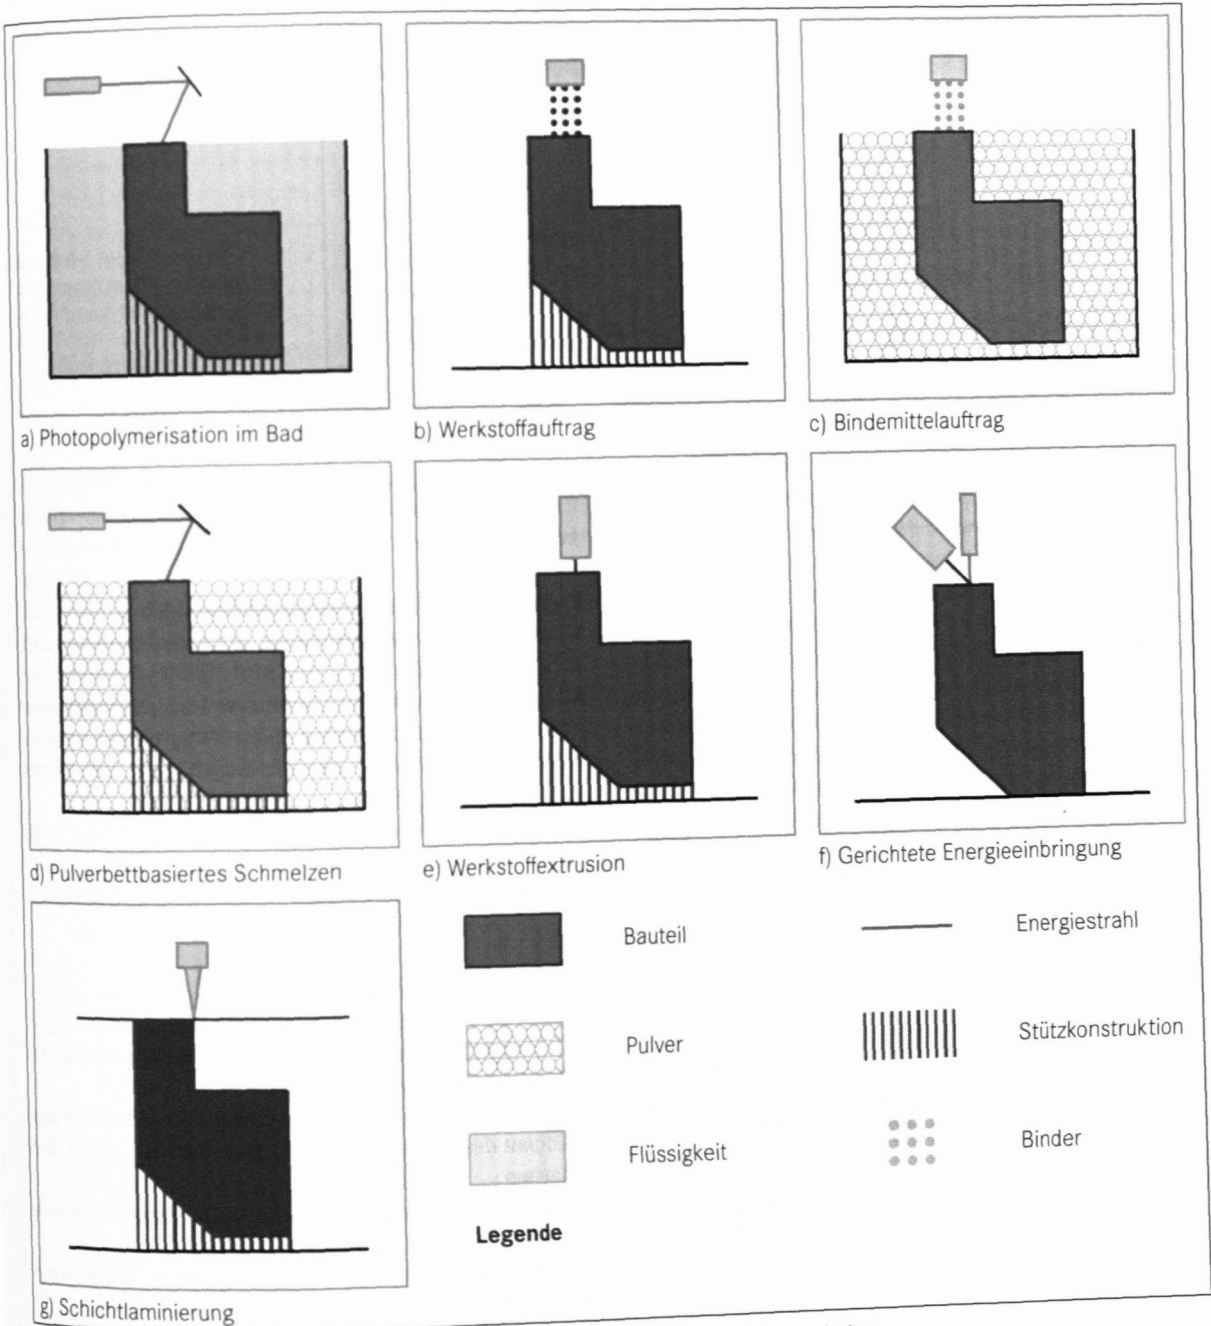 a) Photopolymerisation im Bad
b) Werkstoffauftrag
c) Bindemittelauftrag
d) Pulverbettbasiertes Schmelzen
e) Werkstoffextrusion
f) Gerichtete Energieeinbringung
Bauteil
Energiestrahl
Pulver
Stützkonstruktion
Flüssigkeit
Binder
Legende
g) Schichtlaminierung